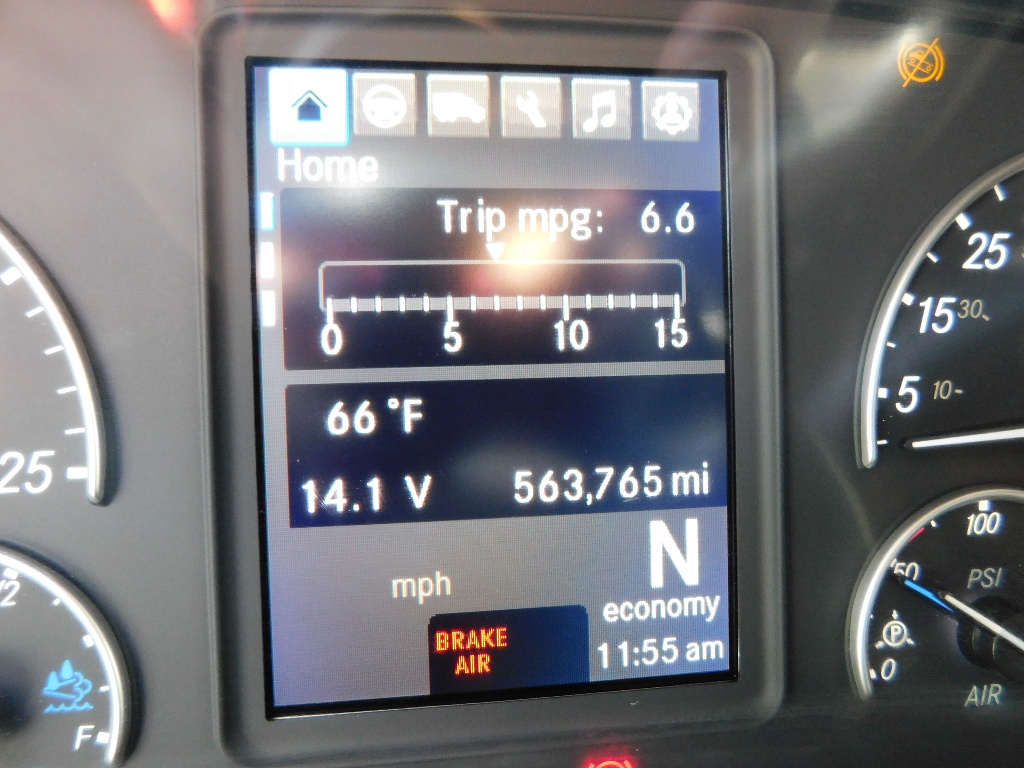 Home
Trip mpg: 6.6
0 5 10 15
66 °F
14.1 V 563,765 mi
N
mph
economy
BRAKE
AIR
11:55 am
25
/2
F
25
15 30
5 10
100
50
PSI
P
0
AIR